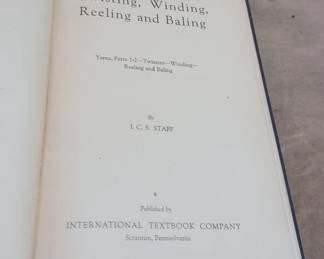 Winding,
Reeling and Baling
Yarns, Parts 1-2—Twisters—Winding—
Reeling and Baling
By
I. C. S. STAFF
Published by
INTERNATIONAL TEXTBOOK COMPANY
Scranton, Pennsylvania